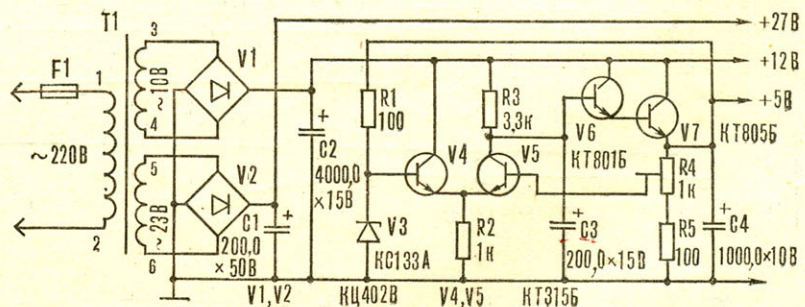 T1
+27В
3
V1
+12В
F1
1
~10В
+5В
R1
100
R3
3,3к
4
+
V6
V7
КТ805Б
C2
4000,0
×15В
V4
V5
КТ801Б
R4
1к
~220В
5
V2
~23В
C1
200,0
×50В
+
V3
КС133А
R2
1к
+
C3
200,0×15В
R5
100
+
C4
1000,0×10В
2
6
V1,V2
КЦ402В
V4,V5
КТ315Б